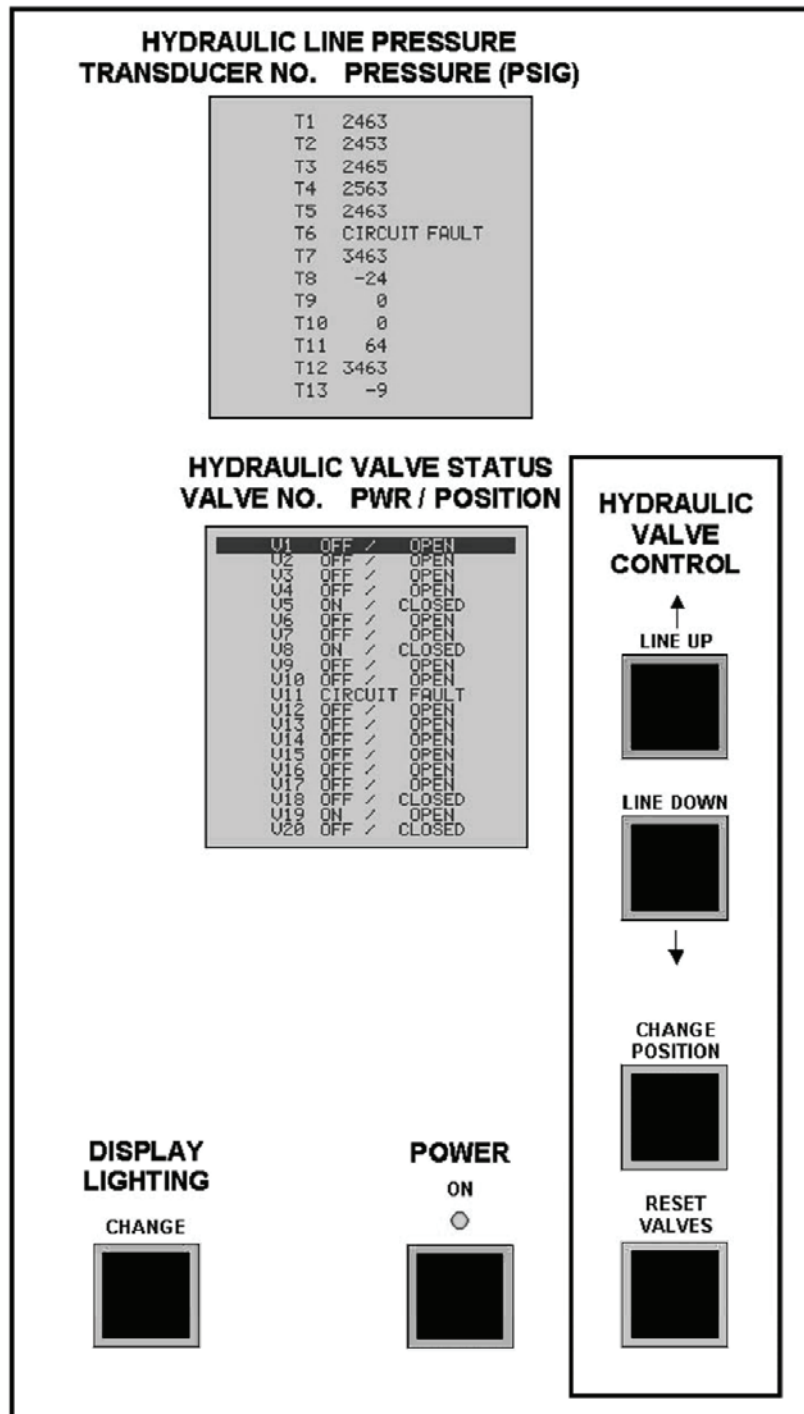 HYDRAULIC LINE PRESSURE
TRANSDUCER NO. PRESSURE (PSIG)
T1 2463
T2 2453
T3 2465
T4 2563
T5 2463
T6 CIRCUIT FAULT
T7 3463
T8 -24
T9 0
T10 0
T11 64
T12 3463
T13 -9
HYDRAULIC VALVE STATUS
VALVE NO. PWR / POSITION
V1 OFF / OPEN
V2 OFF / OPEN
V3 OFF / OPEN
V4 OFF / OPEN
V5 ON / CLOSED
V6 OFF / OPEN
V7 OFF / OPEN
V8 ON / CLOSED
V9 OFF / OPEN
V10 OFF / OPEN
V11 CIRCUIT FAULT
V12 OFF / OPEN
V13 OFF / OPEN
V14 OFF / OPEN
V15 OFF / OPEN
V16 OFF / OPEN
V17 OFF / OPEN
V18 OFF / CLOSED
V19 ON / OPEN
V20 OFF / CLOSED
HYDRAULIC
VALVE
CONTROL
LINE UP
LINE DOWN
CHANGE
POSITION
RESET
VALVES
DISPLAY
LIGHTING
CHANGE
POWER
ON